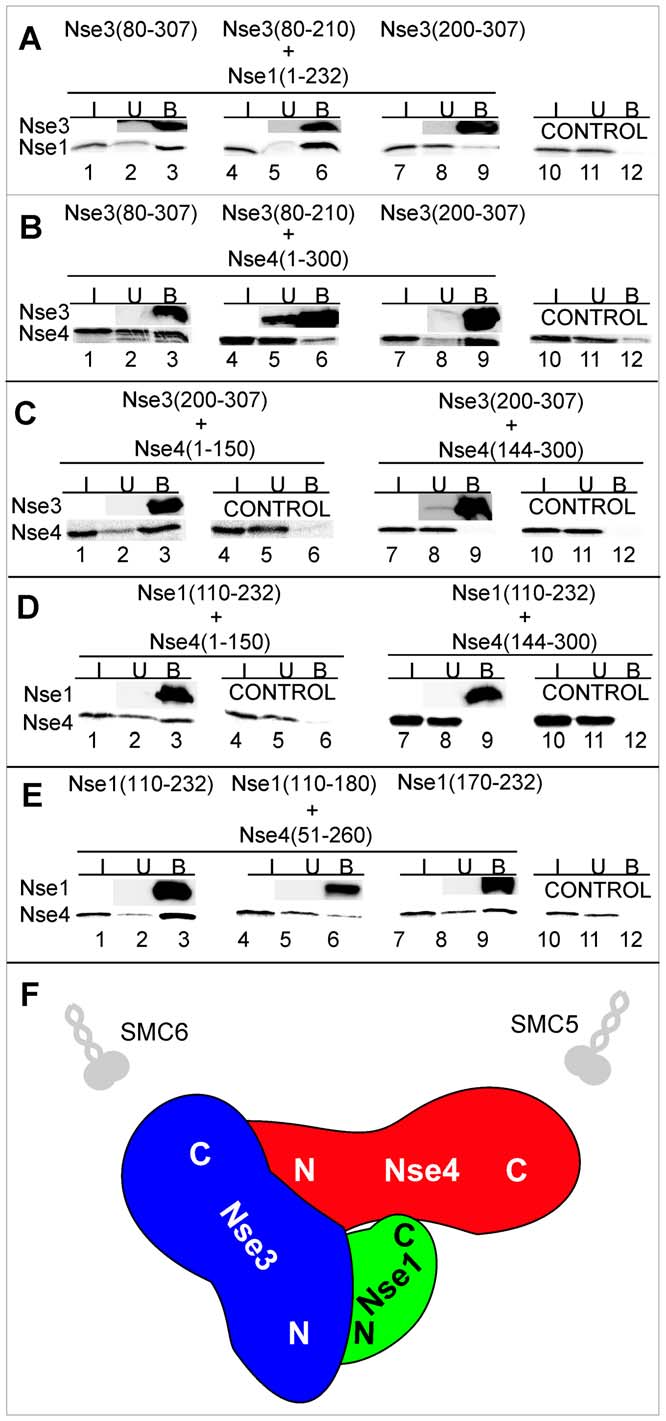 A
Nse3(80-307) Nse3(80-210) Nse3(200-307)
+
Nse1(1-232)
I U B I U B I U B I U B
Nse3 CONTROL
Nse1
1 2 3 4 5 6 7 8 9 10 11 12
B
Nse3(80-307) Nse3(80-210) Nse3(200-307)
+
Nse4(1-300)
I U B I U B I U B I U B
Nse3 CONTROL
Nse4
1 2 3 4 5 6 7 8 9 10 11 12
C
Nse3(200-307) Nse3(200-307)
+ +
Nse4(1-150) Nse4(144-300)
I U B I U B I U B I U B
Nse3 CONTROL CONTROL
Nse4
1 2 3 4 5 6 7 8 9 10 11 12
D
Nse1(110-232) Nse1(110-232)
+ +
Nse4(1-150) Nse4(144-300)
I U B I U B I U B I U B
Nse1 CONTROL CONTROL
Nse4
1 2 3 4 5 6 7 8 9 10 11 12
E
Nse1(110-232) Nse1(110-180) Nse1(170-232)
+
Nse4(51-260)
I U B I U B I U B I U B
Nse1 CONTROL
Nse4
1 2 3 4 5 6 7 8 9 10 11 12
F
SMC6 SMC5
C N Nse4 C
Nse3 C
Nse1
N N